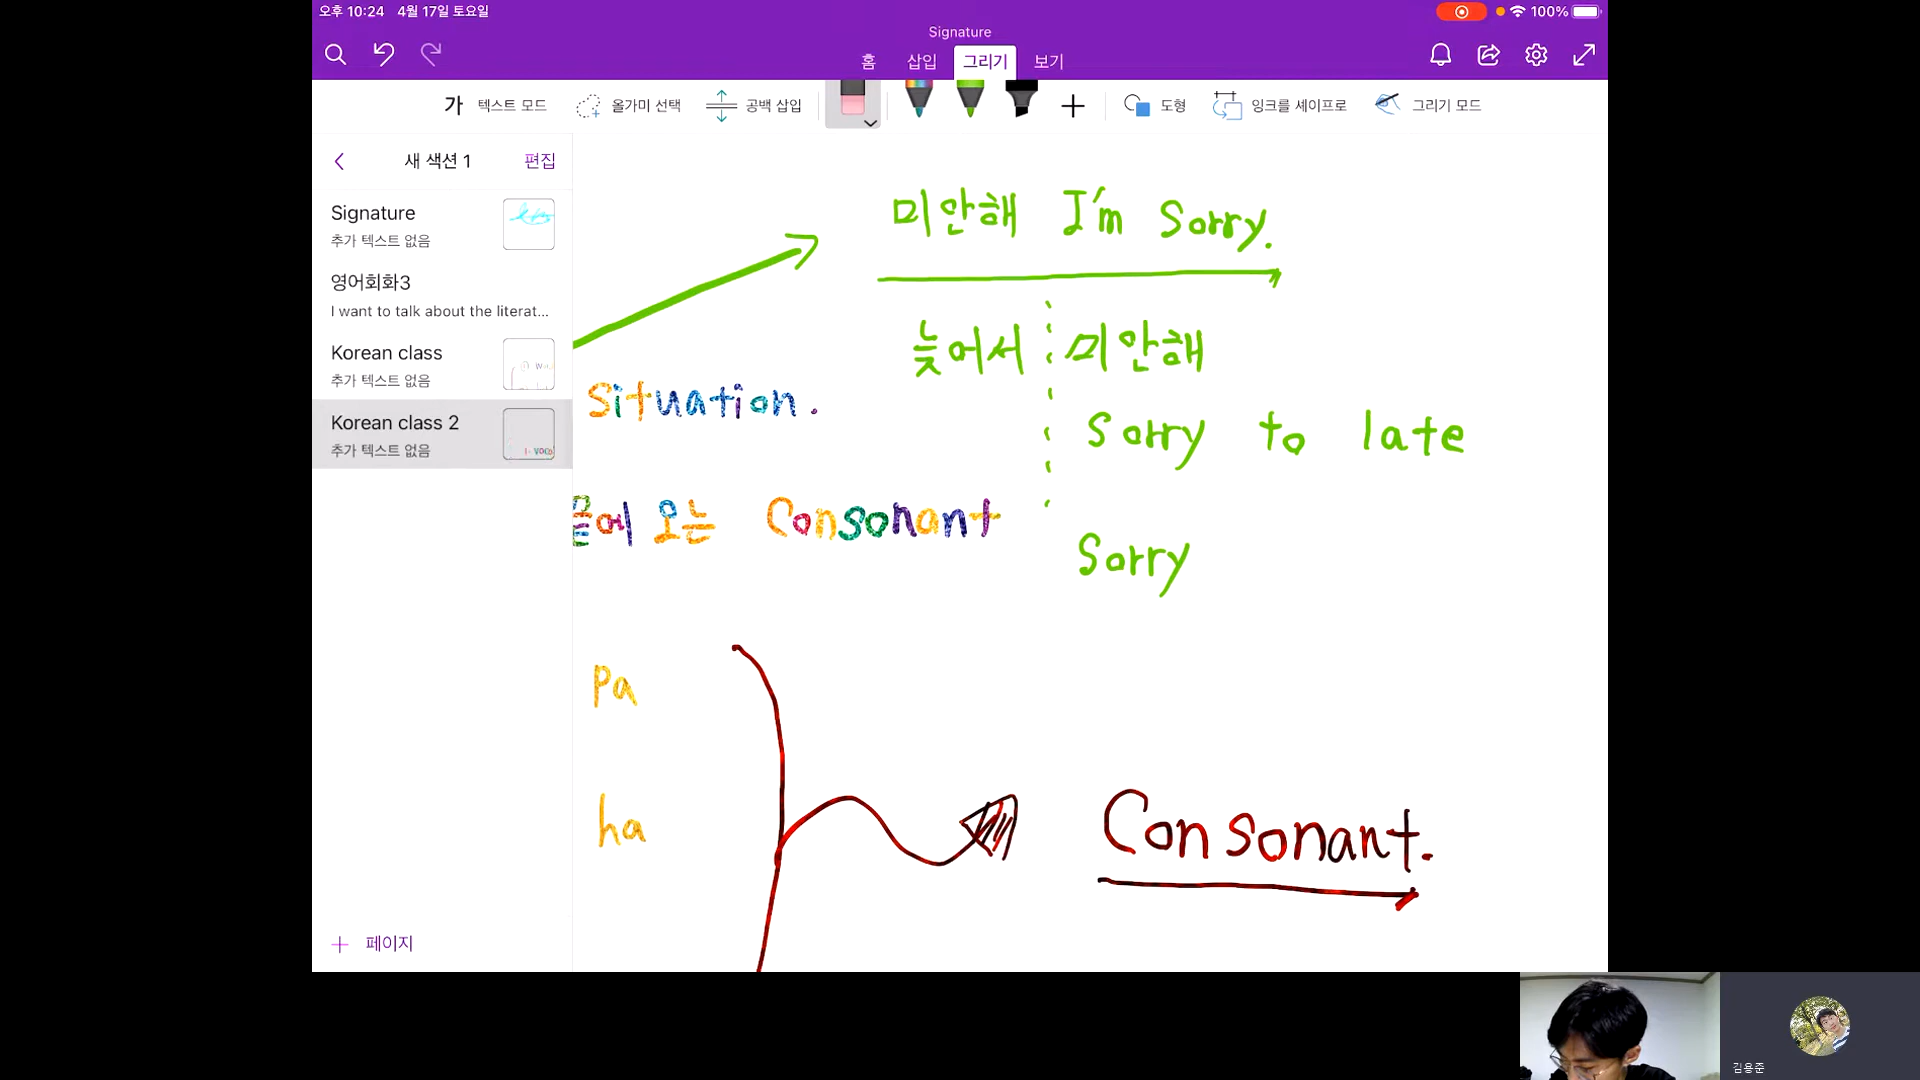 오후 10:24 4월 17일 토요일
100%
Signature
홈 삽입 그리기 보기
가 텍스트 모드 올가미 선택 공백 삽입 도형 잉크를 셰이프로 그리기 모드
새 섹션 1 편집
Signature
추가 텍스트 없음
영어회화3
I want to talk about the literat...
Korean class
추가 텍스트 없음
Korean class 2
추가 텍스트 없음
페이지
미안해 I'm Sorry.
늦어서 미안해
Situation.
Sorry to late
끝에 오는 Consonant
Sorry
Pa
ha
Consonant.
김용준